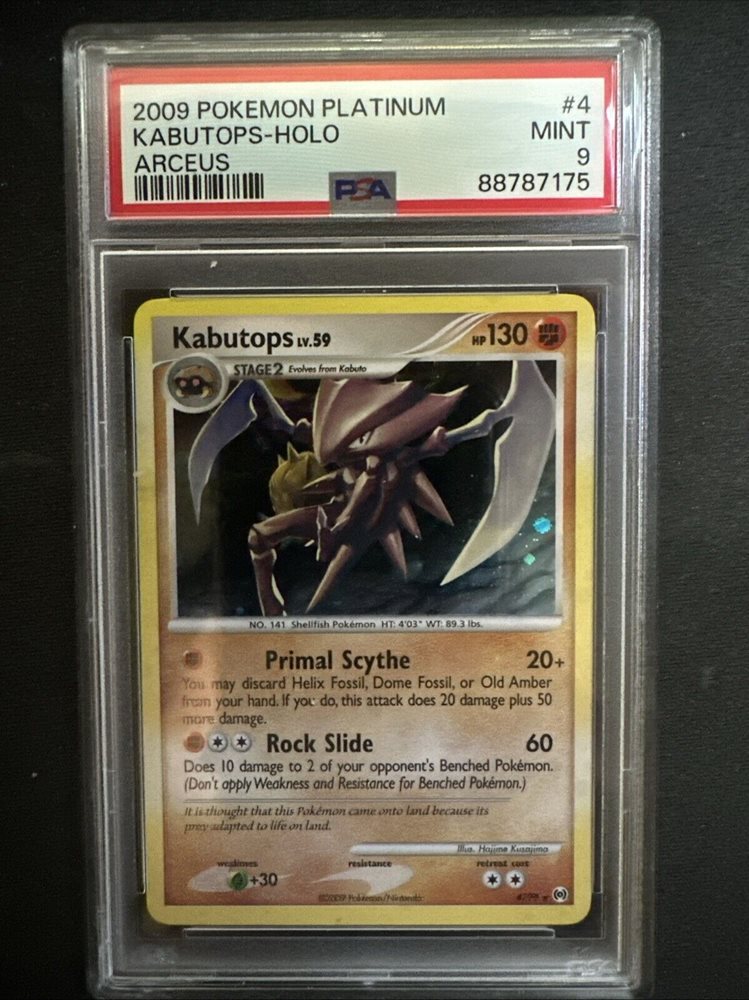 2009 POKEMON PLATINUM #4
KABUTOPS-HOLO MINT
ARCEUS 9
PSA 88787175
Kabutops LV.59 HP 130
STAGE2 Evolves from Kabuto
NO. 141 Shellfish Pokémon HT: 4'03" WT: 89.3 lbs.
Primal Scythe 20+
You may discard Helix Fossil, Dome Fossil, or Old Amber
from your hand. If you do, this attack does 20 damage plus 50
more damage.
Rock Slide 60
Does 10 damage to 2 of your opponent's Benched Pokémon.
(Don't apply Weakness and Resistance for Benched Pokémon.)
It is thought that this Pokémon came onto land because its
prey adapted to life on land.
Illus. Hajime Kusajima
weakness resistance retreat cost
+30
Pokémon/Nintendo